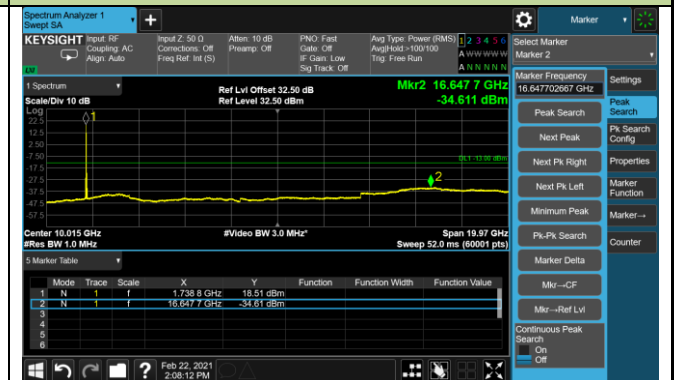 Spectrum Analyzer 1
Swept SA
+
Marker
KEYSIGHT
Input: RF
Coupling: AC
Align: Auto
Input Z: 50 Ω
Corrections: Off
Freq Ref: Int (S)
Atten: 10 dB
Preamp: Off
PNO: Fast
Gate: Off
IF Gain: Low
Sig Track: Off
Avg Type: Power (RMS)
Avg|Hold:>100/100
Trig: Free Run
1 2 3 4 5 6
A W W W W W
A N N N N N
Select Marker
Marker 2
1 Spectrum
Scale/Div 10 dB
Ref Lvl Offset 32.50 dB
Ref Level 32.50 dBm
Mkr2 16.647 7 GHz
-34.611 dBm
Log
22.5
12.5
2.50
-7.50
-17.5
-27.5
-37.5
-47.5
-57.5
1
DL1 -13.00 dBm
2
Center 10.015 GHz
#Res BW 1.0 MHz
#Video BW 3.0 MHz*
Span 19.97 GHz
Sweep 52.0 ms (60001 pts)
5 Marker Table
Mode Trace Scale X Y Function Function Width Function Value
1 N 1 f 1.738 8 GHz 18.51 dBm
2 N 1 f 16.647 7 GHz -34.61 dBm
3
4
5
6
Marker Frequency
16.647702667 GHz
Peak Search
Next Peak
Next Pk Right
Next Pk Left
Minimum Peak
Pk-Pk Search
Marker Delta
Mkr→CF
Mkr→Ref Lvl
Continuous Peak
Search
On
Off
Settings
Peak
Search
Pk Search
Config
Properties
Marker
Function
Marker→
Counter
?
Feb 22, 2021
2:08:12 PM